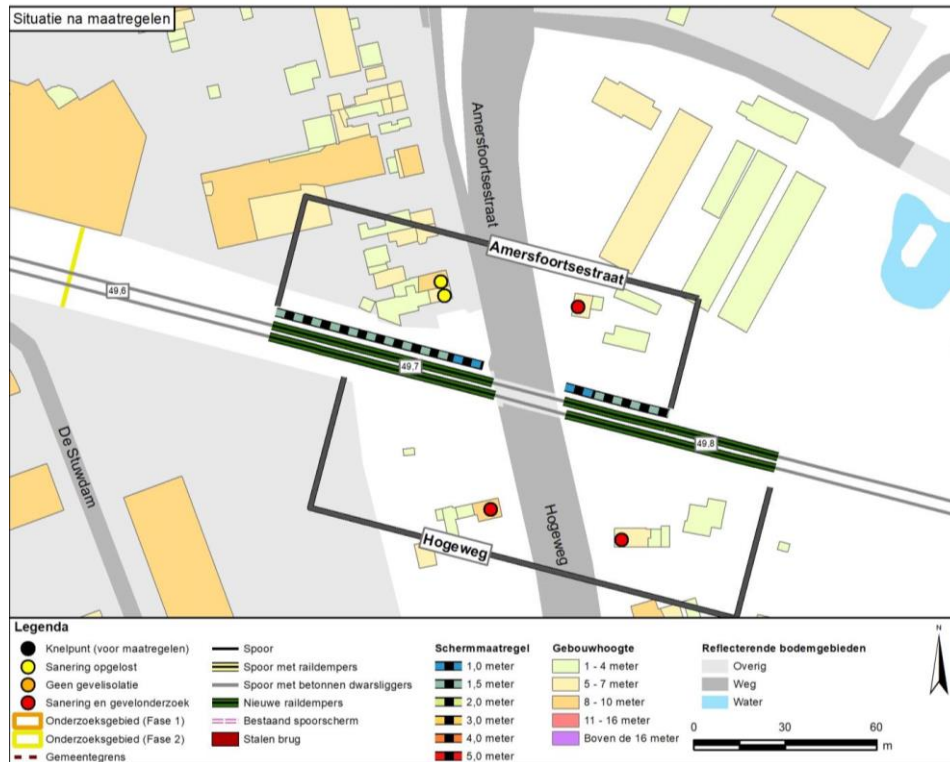 Situatie na maatregelen
Amersfoortsestraat
Amersfoortsestraat
49,6
49,7
49,8
De Stuwdam
Hogeweg
Hogeweg
Legenda
Knelpunt (voor maatregelen)
Sanering opgelost
Geen gevelisolatie
Sanering en gevelonderzoek
Onderzoeksgebied (Fase 1)
Onderzoeksgebied (Fase 2)
Gemeentegrens
Spoor
Spoor met raildempers
Spoor met betonnen dwarsliggers
Nieuwe raildempers
Bestaand spoorscherm
Stalen brug
Schermmaatregel
1,0 meter
1,5 meter
2,0 meter
3,0 meter
4,0 meter
5,0 meter
Gebouwhoogte
1 - 4 meter
5 - 7 meter
8 - 10 meter
11 - 16 meter
Boven de 16 meter
Reflecterende bodemgebieden
Overig
Weg
Water
N
0 30 60
m